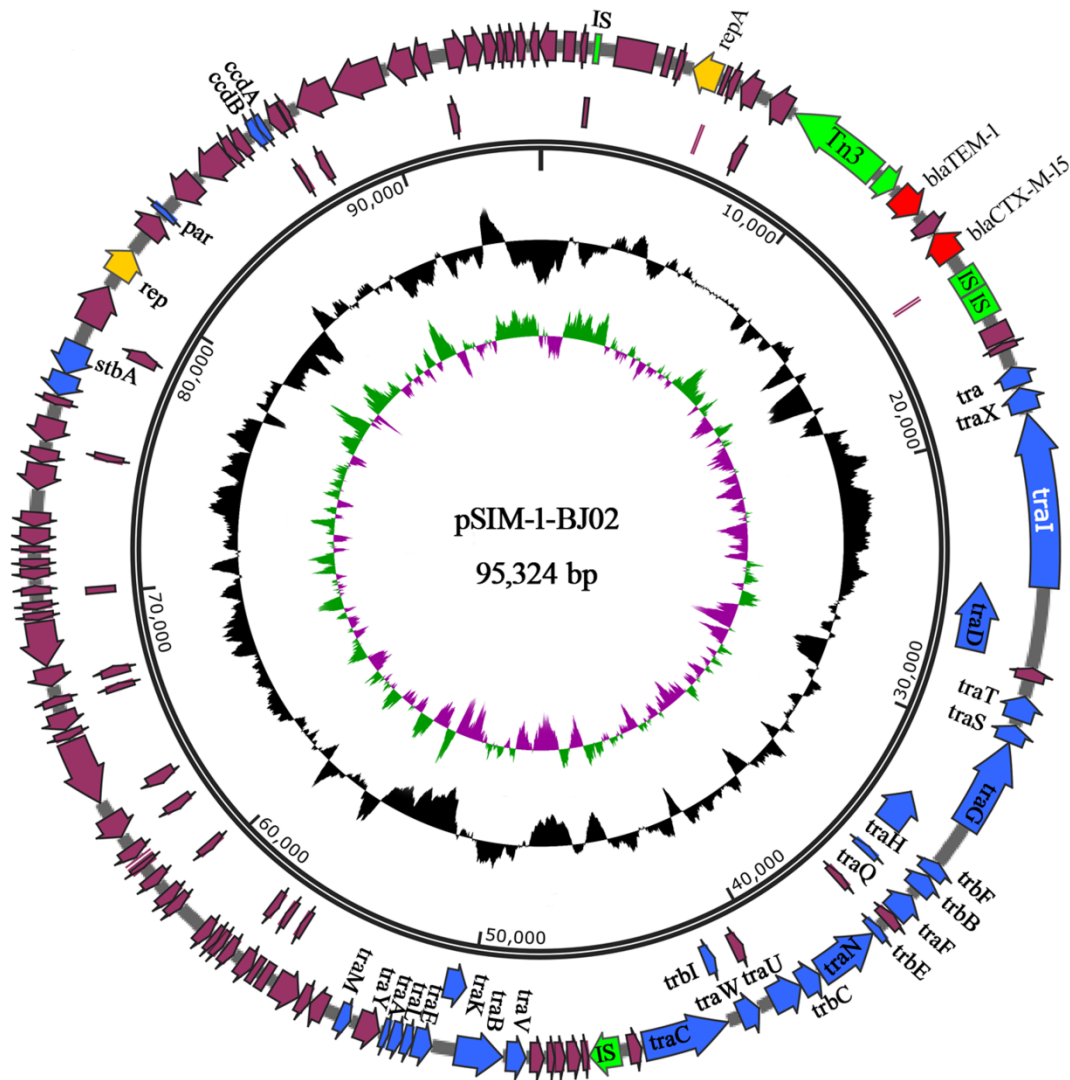 IS
repA
Tn3
blaTEM-1
blaCTX-M-15
IS
IS
tra
traX
traI
traD
traT
traS
traG
traH
traQ
trbF
trbB
traF
trbE
traN
trbC
traU
traW
trbI
traC
IS
traV
traB
traK
traE
traL
traA
traY
traM
stbA
rep
par
ccdB
ccdA
10,000
20,000
30,000
40,000
50,000
60,000
70,000
80,000
90,000
pSIM-1-BJ02
95,324 bp